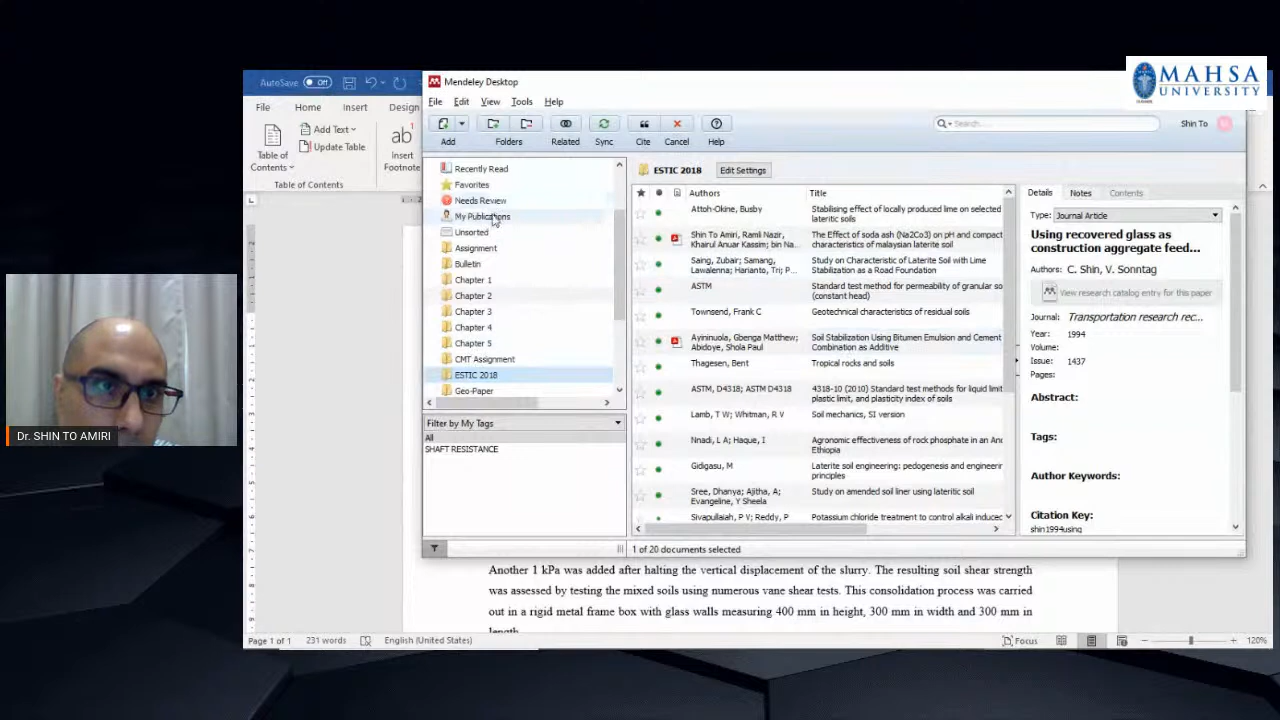 MAHSA
UNIVERSITY
AutoSave Off
File Home Insert Design
Table of
Contents
Add Text
Update Table
Table of Contents
ab
Insert
Footnote
Mendeley Desktop
File Edit View Tools Help
Search...
Shin To
Add Folders Related Sync Cite Cancel Help
Recently Read
Favorites
Needs Review
My Publications
Unsorted
Assignment
Bulletin
Chapter 1
Chapter 2
Chapter 3
Chapter 4
Chapter 5
CMT Assignment
ESTIC 2018
Geo-Paper
Filter by My Tags
All
SHAFT RESISTANCE
ESTIC 2018 Edit Settings
Authors Title
Attoh-Okine, Busby Stabilising effect of locally produced lime on selected
lateritic soils
Shin To Amiri, Ramli Nazir, The Effect of soda ash (Na2Co3) on pH and compact
Khairul Anuar Kassim; bin Na... characteristics of malaysian laterite soil
Saing, Zubair; Samang, Study on Characteristic of Laterite Soil with Lime
Lawalenna; Harianto, Tri; P... Stabilization as a Road Foundation
ASTM Standard test method for permeability of granular so
(constant head)
Townsend, Frank C Geotechnical characteristics of residual soils
Ayininuola, Gbenga Matthew; Soil Stabilization Using Bitumen Emulsion and Cement
Abidoye, Shola Paul Combination as Additive
Thagesen, Bent Tropical rocks and soils
ASTM, D4318; ASTM D4318 4318-10 (2010) Standard test methods for liquid limit
plastic limit, and plasticity index of soils
Lamb, T W; Whitman, R V Soil mechanics, SI version
Nnadi, L A; Haque, I Agronomic effectiveness of rock phosphate in an And
Ethiopia
Gidigasu, M Laterite soil engineering: pedogenesis and engineerin
principles
Sree, Dhanya; Ajitha, A; Study on amended soil liner using lateritic soil
Evangeline, Y Sheela
Sivapullaiah, P V; Reddy, P Potassium chloride treatment to control alkali induced
1 of 20 documents selected
Details Notes Contents
Type: Journal Article
Using recovered glass as
construction aggregate feed...
Authors: C. Shin, V. Sonntag
View research catalog entry for this paper
Journal: Transportation research rec...
Year: 1994
Volume:
Issue: 1437
Pages:
Abstract:
Tags:
Author Keywords:
Citation Key:
shin1994using
Dr. SHIN TO AMIRI
Another 1 kPa was added after halting the vertical displacement of the slurry. The resulting soil shear strength
was assessed by testing the mixed soils using numerous vane shear tests. This consolidation process was carried
out in a rigid metal frame box with glass walls measuring 400 mm in height, 300 mm in width and 300 mm in
length
Page 1 of 1 231 words English (United States) Focus 120%